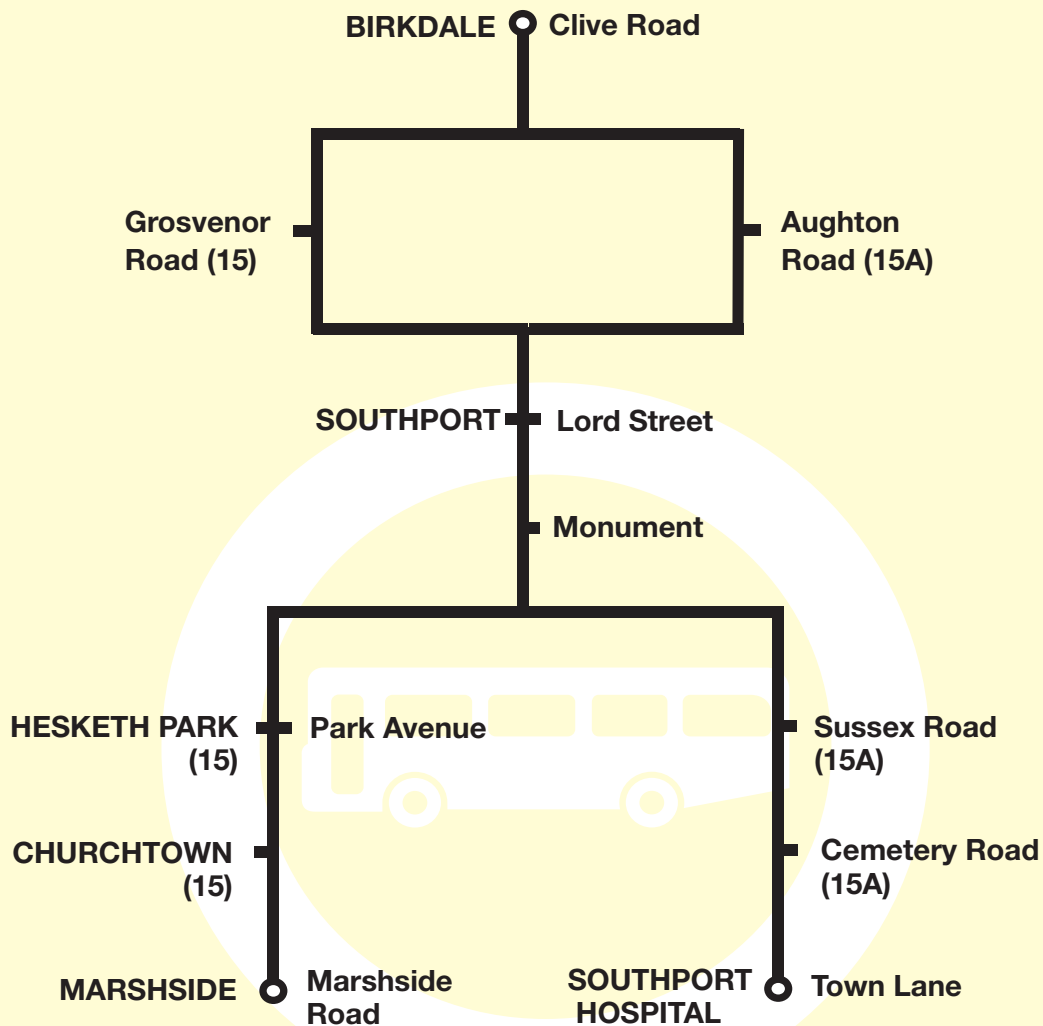 BIRKDALE Clive Road
Grosvenor
Road (15)
Aughton
Road (15A)
SOUTHPORT Lord Street
Monument
HESKETH PARK
(15)
Park Avenue
Sussex Road
(15A)
CHURCHTOWN
(15)
Cemetery Road
(15A)
MARSHSIDE
Marshside
Road
SOUTHPORT
HOSPITAL
Town Lane